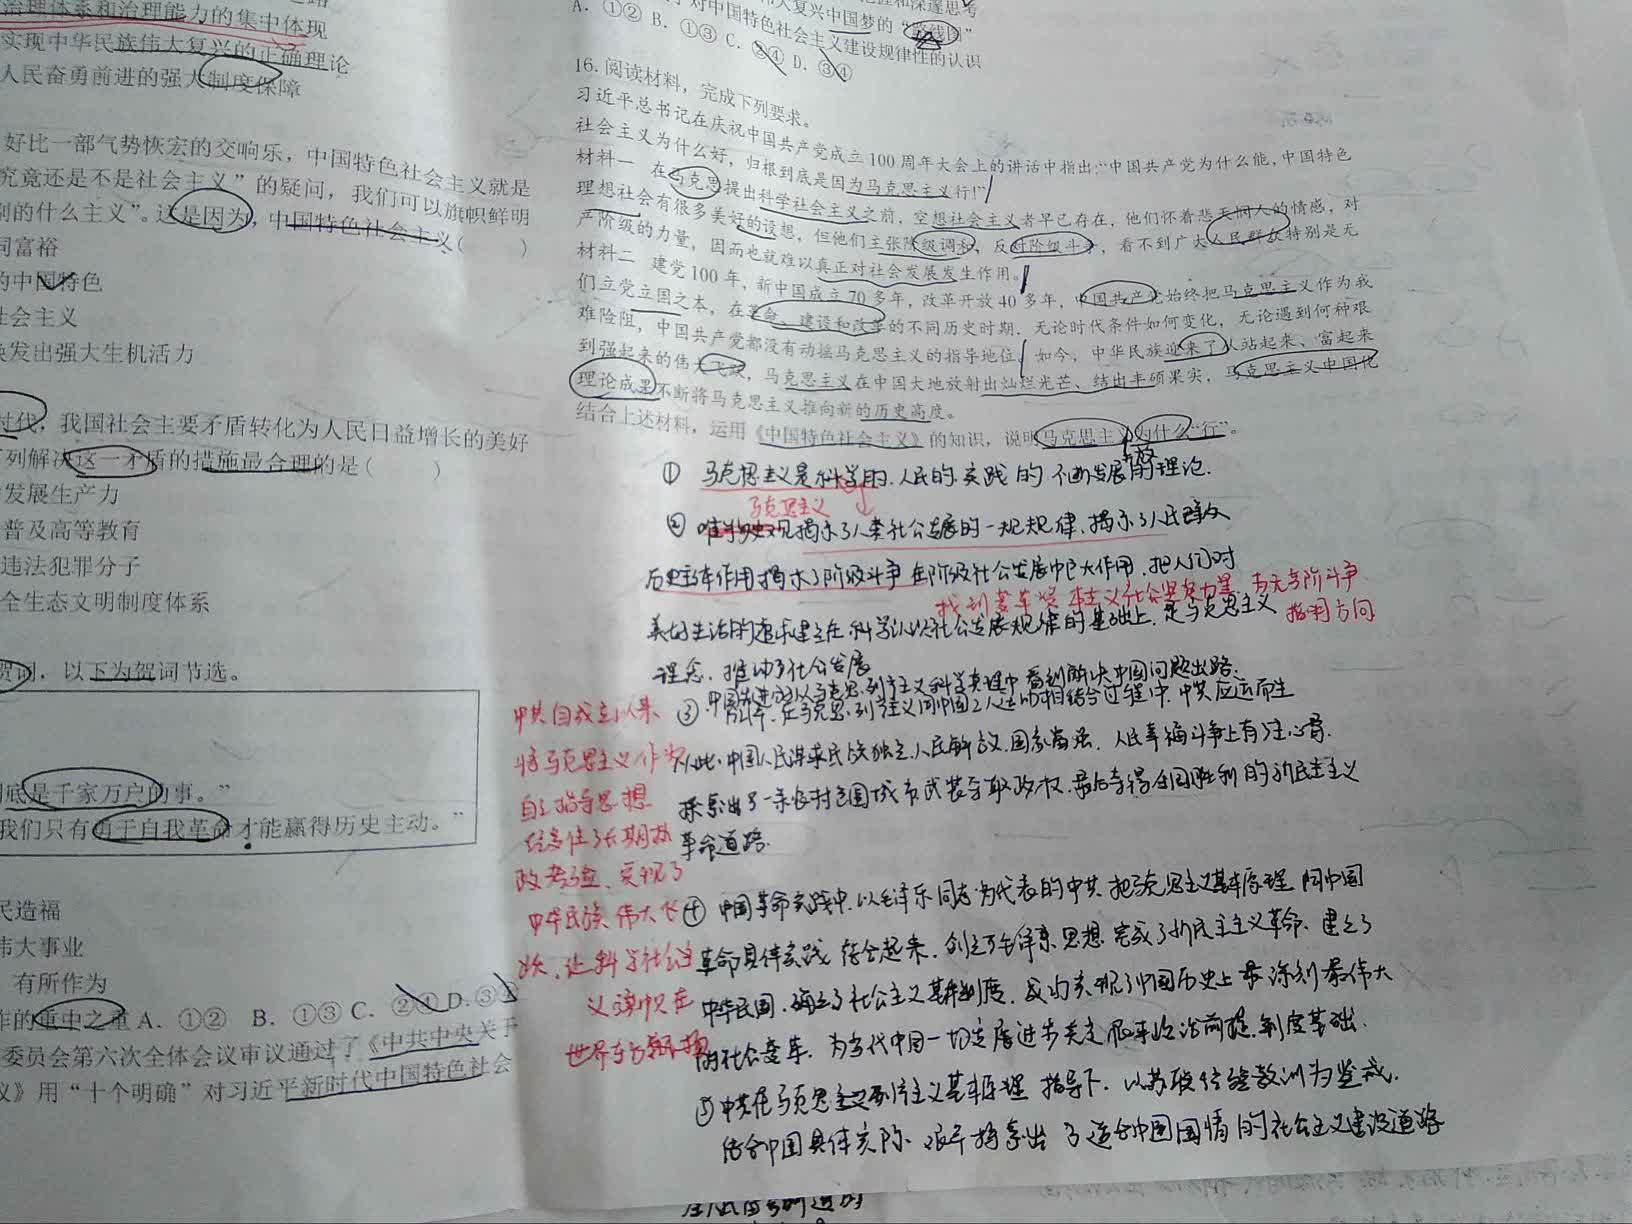 治理体系和治理能力的集中体现
实现中华民族伟大复兴的正确理论
人民奋勇前进的强大制度保障
好比一部气势恢宏的交响乐，中国特色社会主义就是
究竟还是不是社会主义”的疑问，我们可以旗帜鲜明
别的什么主义”。这是因为，中国特色社会主义（ ）
同富裕
的中国特色
社会主义
焕发出强大生机活力
时代，我国社会主要矛盾转化为人民日益增长的美好
下列解决这一矛盾的措施最合理的是（ ）
发展生产力
普及高等教育
违法犯罪分子
全生态文明制度体系
贺词，以下为贺词节选。
到底是千家万户的事。”
我们只有勇于自我革命才能赢得历史主动。”
民造福
伟大事业
有所作为
作的重中之重 A．①② B．①③ C．②④ D．③④
委员会第六次全体会议审议通过了《中共中央关于
议》用“十个明确”对习近平新时代中国特色社会
复兴中国梦的“路线图”
对中国特色社会主义建设规律性的认识
A．①② B．①③ C．②④ D．③④
16．阅读材料，完成下列要求。
习近平总书记在庆祝中国共产党成立100周年大会上的讲话中指出：“中国共产党为什么能，中国特色
社会主义为什么好，归根到底是因为马克思主义行！”
材料一 在马克思提出科学社会主义之前，空想社会主义者早已存在，他们怀着悲天悯人的情感，对
理想社会有很多美好的设想，但他们主张阶级调和，反对阶级斗争，看不到广大人民群众特别是无
产阶级的力量，因而也就难以真正对社会发展发生作用。
材料二 建党100年，新中国成立70多年，改革开放40多年，中国共产党始终把马克思主义作为我
们立党立国之本，在革命、建设和改革的不同历史时期，无论时代条件如何变化，无论遇到何种艰
难险阻，中国共产党都没有动摇马克思主义的指导地位。如今，中华民族迎来了从站起来、富起来
到强起来的伟大飞跃，马克思主义在中国大地放射出灿烂光芒、结出丰硕果实，马克思主义中国化
理论成果不断将马克思主义推向新的历史高度。
结合上述材料，运用《中国特色社会主义》的知识，说明马克思主义为什么“行”。
① 马克思主义是科学的、人民的、实践的、不断发展开放的理论．
马克思主义
② 唯物史观揭示了人类社会发展的一般规律，揭示了人民群众
历史主体作用揭示了阶级斗争在阶级社会发展中巨大作用，把人们对
找到变革资本主义社会 力量，为无产阶斗争
指明方向
美好生活的追求建立在科学认识社会发展规律的基础上，是马克思主义
理念，推动了社会发展
③ 中国先进分子从马克思列宁主义科学真理中看到解决中国问题出路．
在马克思列宁主义同中国工人运动相结合过程中，中共应运而生
从此，中国人民谋求民族独立、人民解放、国家富强、人民幸福斗争上有了主心骨．
探索出了一条农村包围城市武装夺取政权，最后夺得全国胜利的新民主主义
革命道路．
④ 中国革命实践中，以毛泽东同志为代表的中共把马克思主义基本原理同中国
革命具体实践结合起来，创立了毛泽东思想，完成了新民主主义革命，建立了
中华民国，确立了社会主义基本制度，成功实现了中国历史上最深刻最伟大
的社会变革，为当代中国一切发展进步奠定根本政治前提，制度基础．
⑤ 中共在马克思主义列宁主义基本原理指导下，以苏联经验教训为鉴戒．
结合中国具体实际，艰辛探索出了适合中国国情的社会主义建设道路
中共自成立以来
将马克思主义作为
自己指导思想
经受住了长期执
政考验，实现了
中华民族伟大飞
跃，让科学社会主
义旗帜在
世界